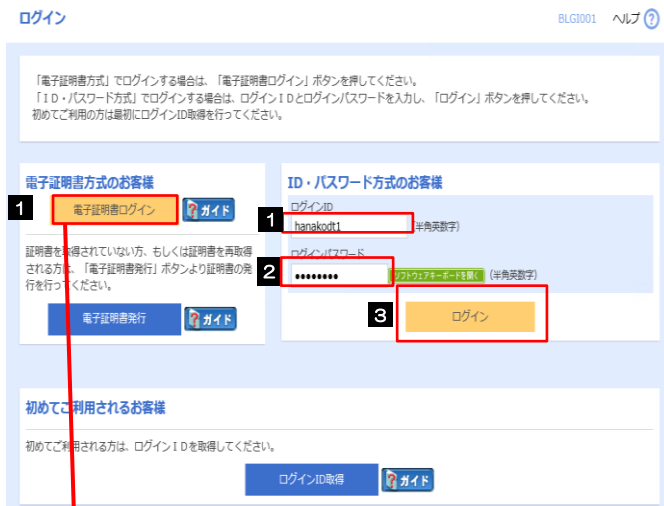 ログイン
BLGI001 ヘルプ ?
「電子証明書方式」でログインする場合は、「電子証明書ログイン」ボタンを押してください。
「ＩＤ・パスワード方式」でログインする場合は、ログインＩＤとログインパスワードを入力し、「ログイン」ボタンを押してください。
初めてご利用の方は最初にログインID取得を行ってください。
電子証明書方式のお客様
1 電子証明書ログイン ? ガイド
証明書を取得されていない方、もしくは証明書を再取得
される方は、「電子証明書発行」ボタンより証明書の発
行を行ってください。
電子証明書発行 ? ガイド
ID・パスワード方式のお客様
ログインID
1 hanakodt1 (半角英数字)
ログインパスワード
2 •••••••• ソフトウェアキーボードを開く (半角英数字)
3 ログイン
初めてご利用されるお客様
初めてご利用される方は、ログインＩＤを取得してください。
ログインID取得 ? ガイド